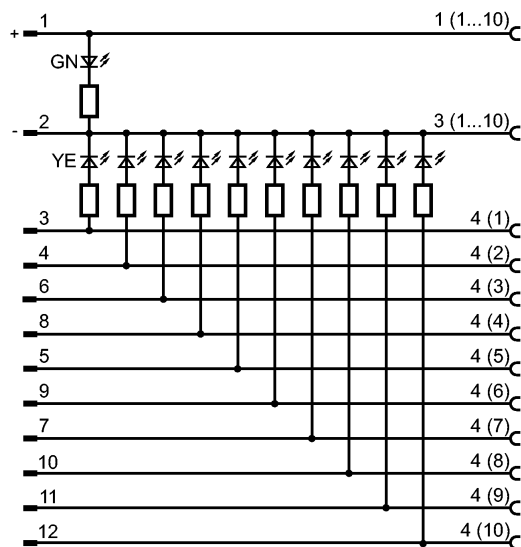 + 1 1 (1...10)
GN
- 2 3 (1...10)
YE
3 4 (1)
4 4 (2)
6 4 (3)
8 4 (4)
5 4 (5)
9 4 (6)
7 4 (7)
10 4 (8)
11 4 (9)
12 4 (10)